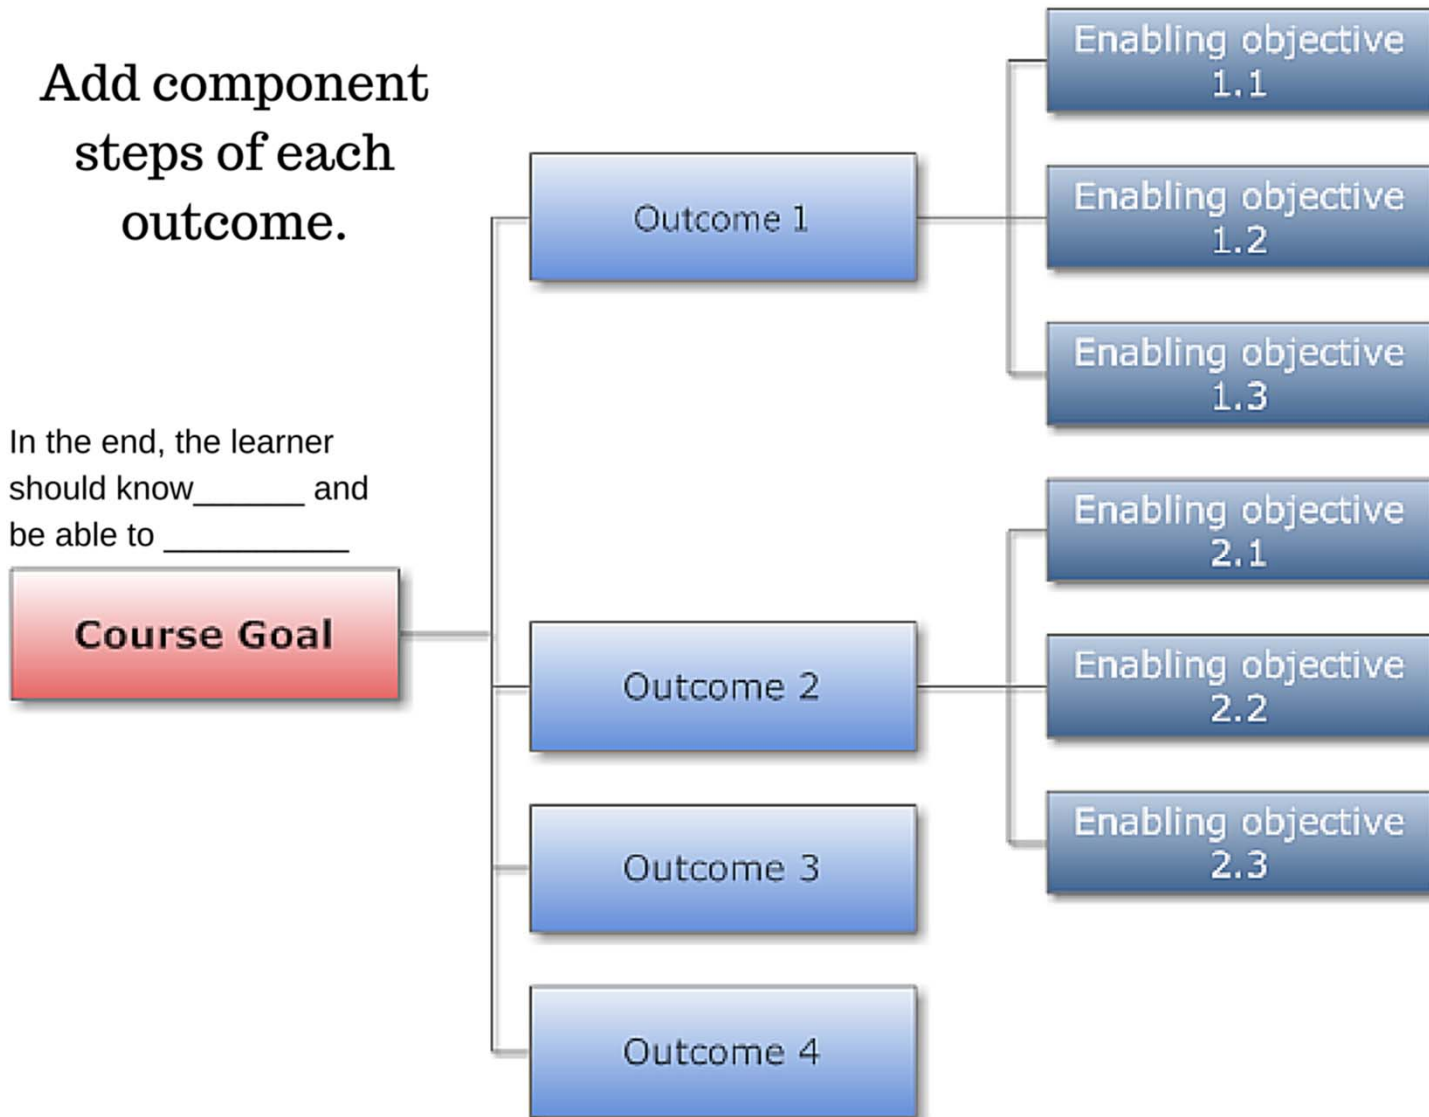 Add component
steps of each
outcome.
In the end, the learner
should know______ and
be able to __________
Course Goal
Outcome 1
Enabling objective
1.1
Enabling objective
1.2
Enabling objective
1.3
Outcome 2
Enabling objective
2.1
Enabling objective
2.2
Enabling objective
2.3
Outcome 3
Outcome 4